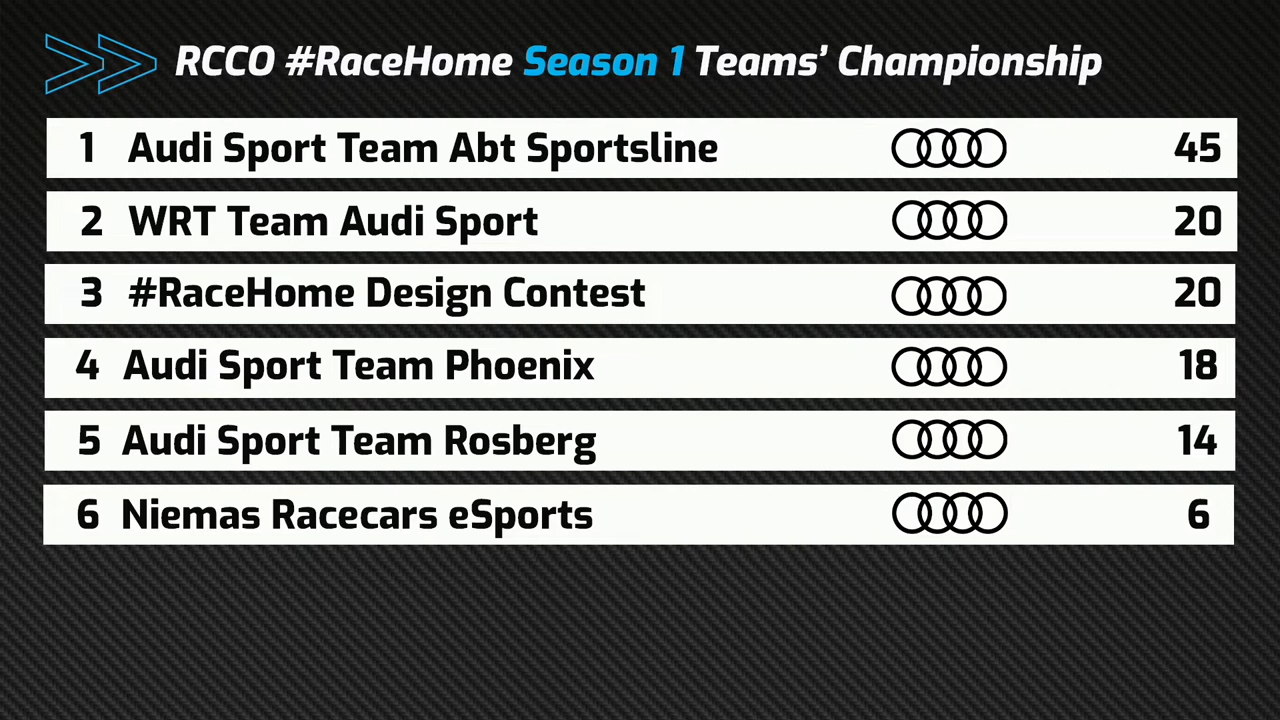 RCCO #RaceHome Season 1 Teams’ Championship
1 Audi Sport Team Abt Sportsline 45
2 WRT Team Audi Sport 20
3 #RaceHome Design Contest 20
4 Audi Sport Team Phoenix 18
5 Audi Sport Team Rosberg 14
6 Niemas Racecars eSports 6